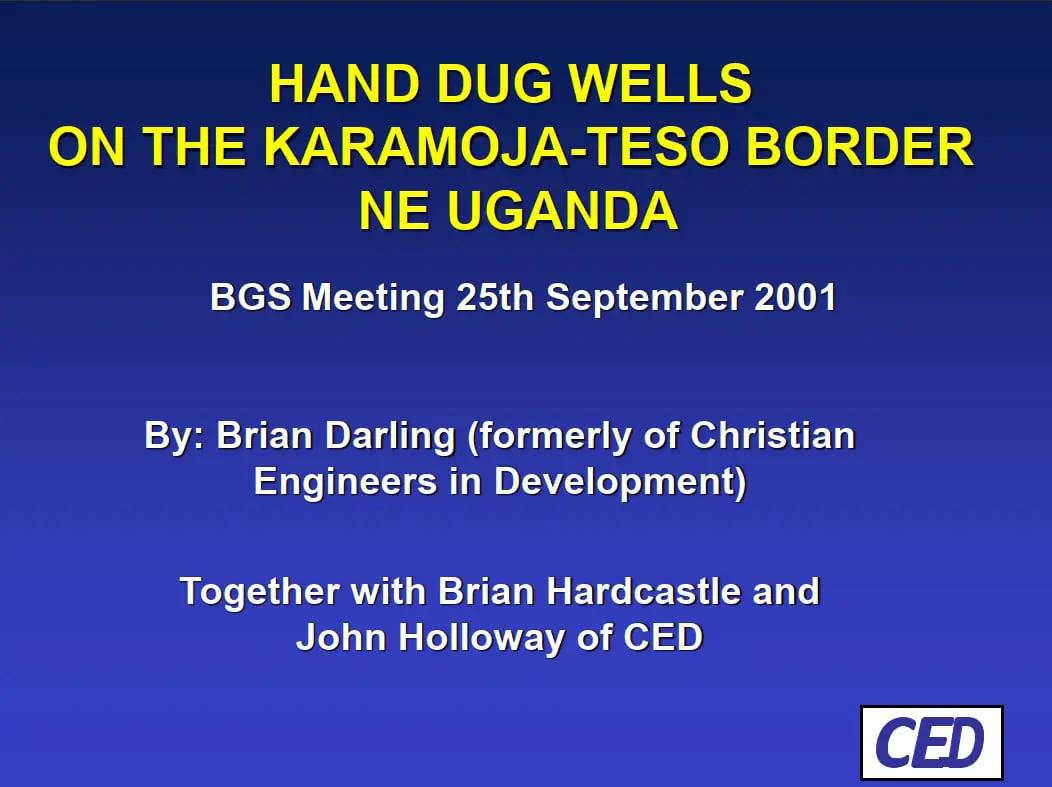 HAND DUG WELLS
ON THE KARAMOJA-TESO BORDER
NE UGANDA
BGS Meeting 25th September 2001
By: Brian Darling (formerly of Christian
Engineers in Development)
Together with Brian Hardcastle and
John Holloway of CED
CED